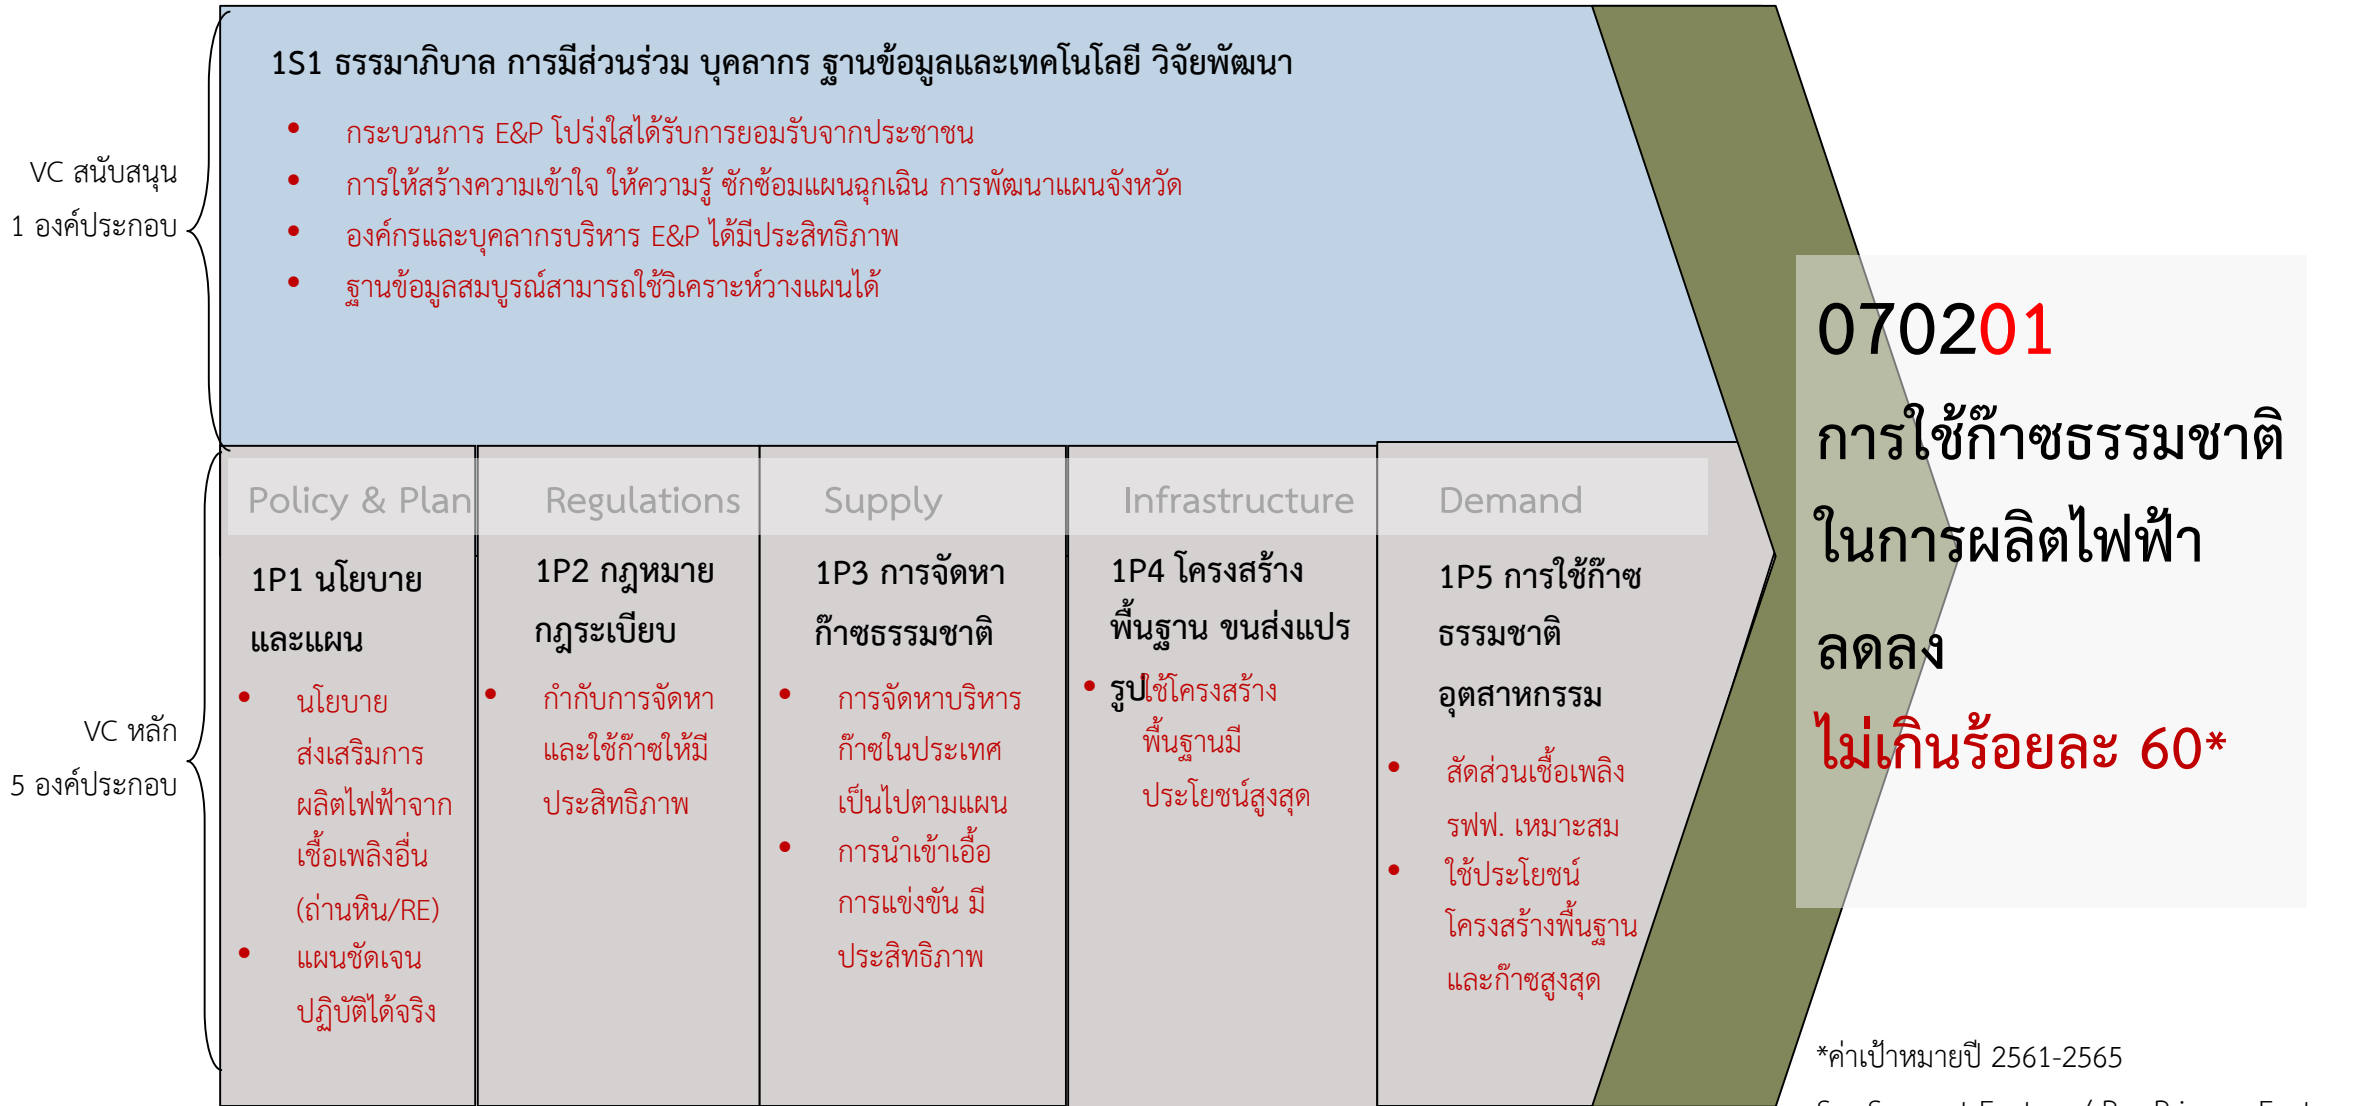 1S1 ธรรมาภิบาล การมีส่วนร่วม บุคลากร ฐานข้อมูลและเทคโนโลยี วิจัยพัฒนา
• กระบวนการ E&P โปร่งใสได้รับการยอมรับจากประชาชน
• การให้สร้างความเข้าใจ ให้ความรู้ ซักซ้อมแผนฉุกเฉิน การพัฒนาแผนจังหวัด
• องค์กรและบุคลากรบริหาร E&P ได้มีประสิทธิภาพ
• ฐานข้อมูลสมบูรณ์สามารถใช้วิเคราะห์วางแผนได้
VC สนับสนุน
1 องค์ประกอบ
VC หลัก
5 องค์ประกอบ
Policy & Plan
1P1 นโยบาย
และแผน
• นโยบาย
ส่งเสริมการ
ผลิตไฟฟ้าจาก
เชื้อเพลิงอื่น
(ถ่านหิน/RE)
• แผนชัดเจน
ปฏิบัติได้จริง
Regulations
1P2 กฎหมาย
กฎระเบียบ
• กำกับการจัดหา
และใช้ก๊าซให้มี
ประสิทธิภาพ
Supply
1P3 การจัดหา
ก๊าซธรรมชาติ
• การจัดหาบริหาร
ก๊าซในประเทศ
เป็นไปตามแผน
• การนำเข้าเอื้อ
การแข่งขัน มี
ประสิทธิภาพ
Infrastructure
1P4 โครงสร้าง
พื้นฐาน ขนส่งแปร
รูป
• ใช้โครงสร้าง
พื้นฐานมี
ประโยชน์สูงสุด
Demand
1P5 การใช้ก๊าซ
ธรรมชาติ
อุตสาหกรรม
• สัดส่วนเชื้อเพลิง
รฟฟ. เหมาะสม
• ใช้ประโยชน์
โครงสร้างพื้นฐาน
และก๊าซสูงสุด
070201
การใช้ก๊าซธรรมชาติ
ในการผลิตไฟฟ้า
ลดลง
ไม่เกินร้อยละ 60*
*ค่าเป้าหมายปี 2561-2565